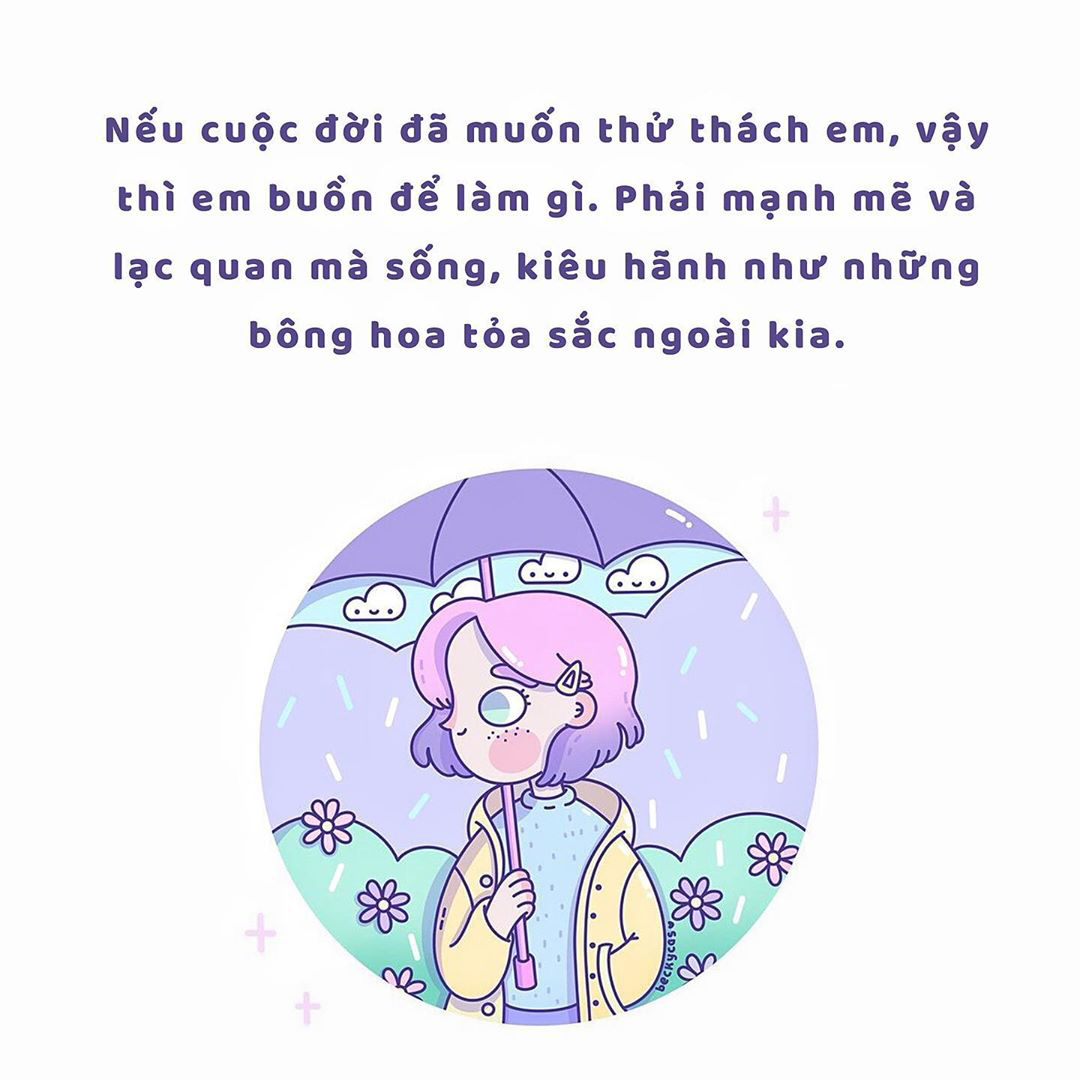 Nếu cuộc đời đã muốn thử thách em, vậy
thì em buồn để làm gì. Phải mạnh mẽ và
lạc quan mà sống, kiêu hãnh như những
bông hoa tỏa sắc ngoài kia.
beckycas